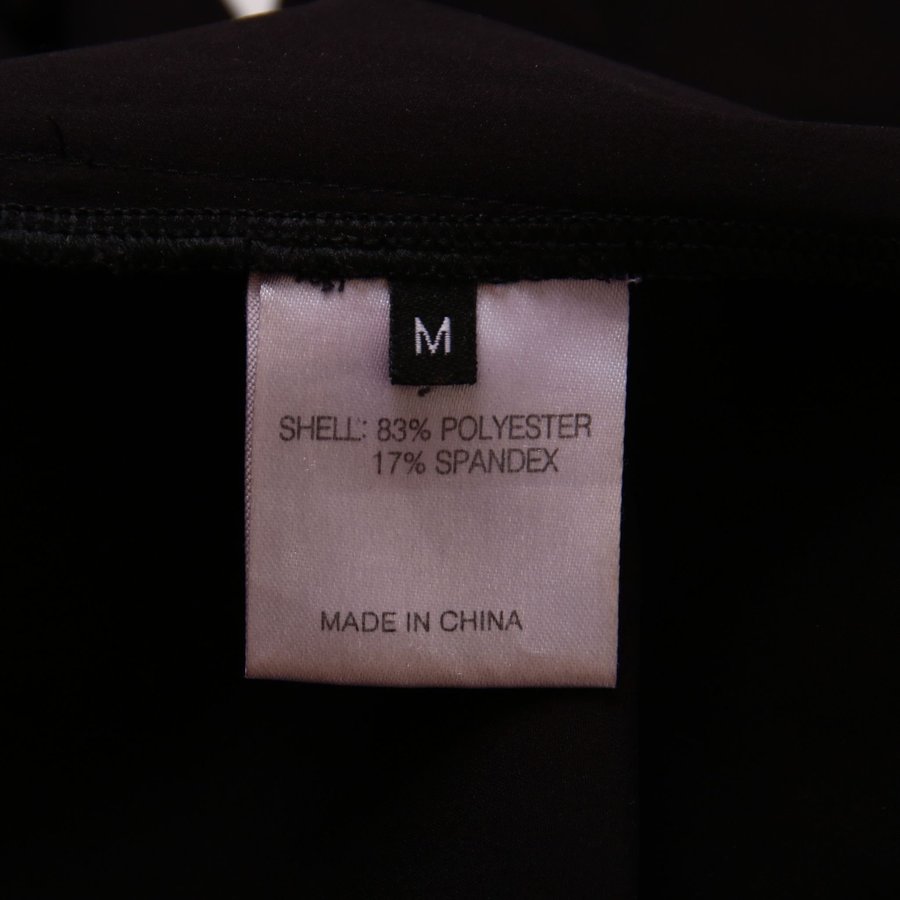 M
SHELL: 83% POLYESTER
17% SPANDEX
MADE IN CHINA